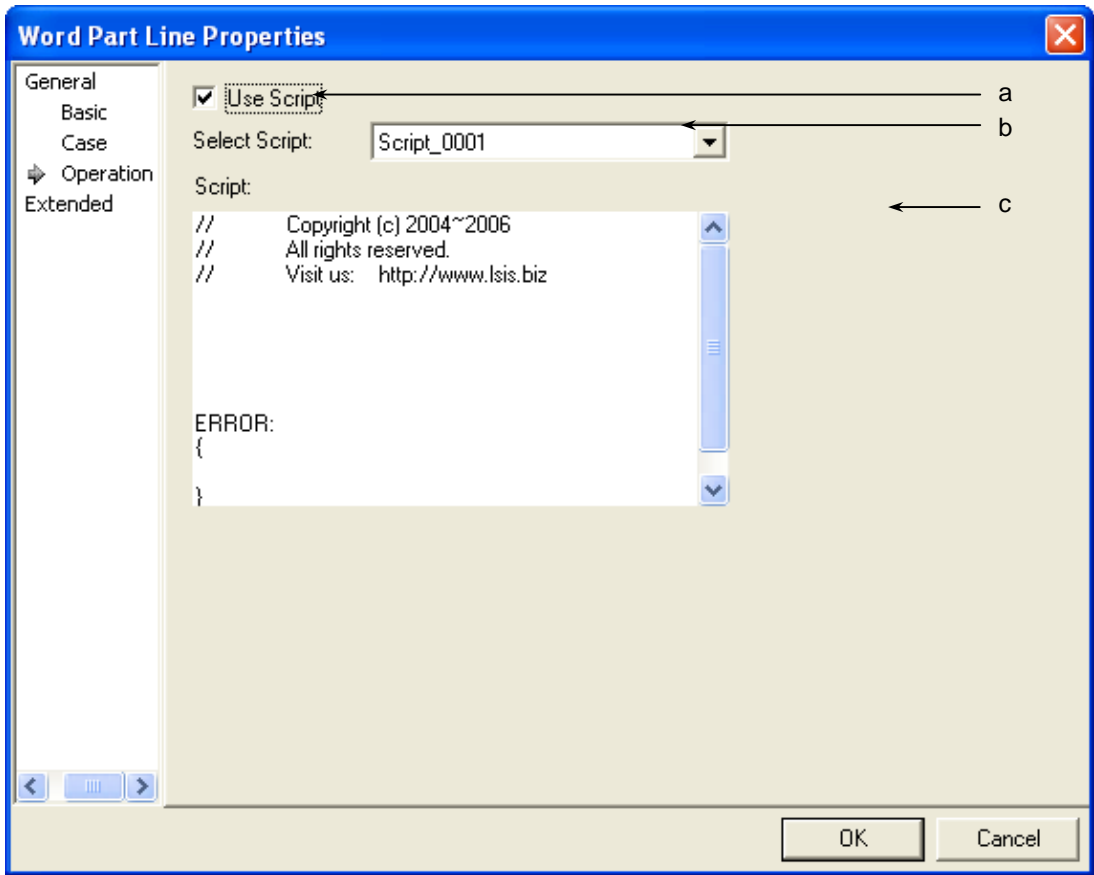 Word Part Line Properties
General
Basic
Case
Operation
Extended
Use Script
a
Select Script:
Script_0001
b
Script:
c
// Copyright (c) 2004~2006
// All rights reserved.
// Visit us: http://www.lsis.biz
ERROR:
{
}
OK
Cancel